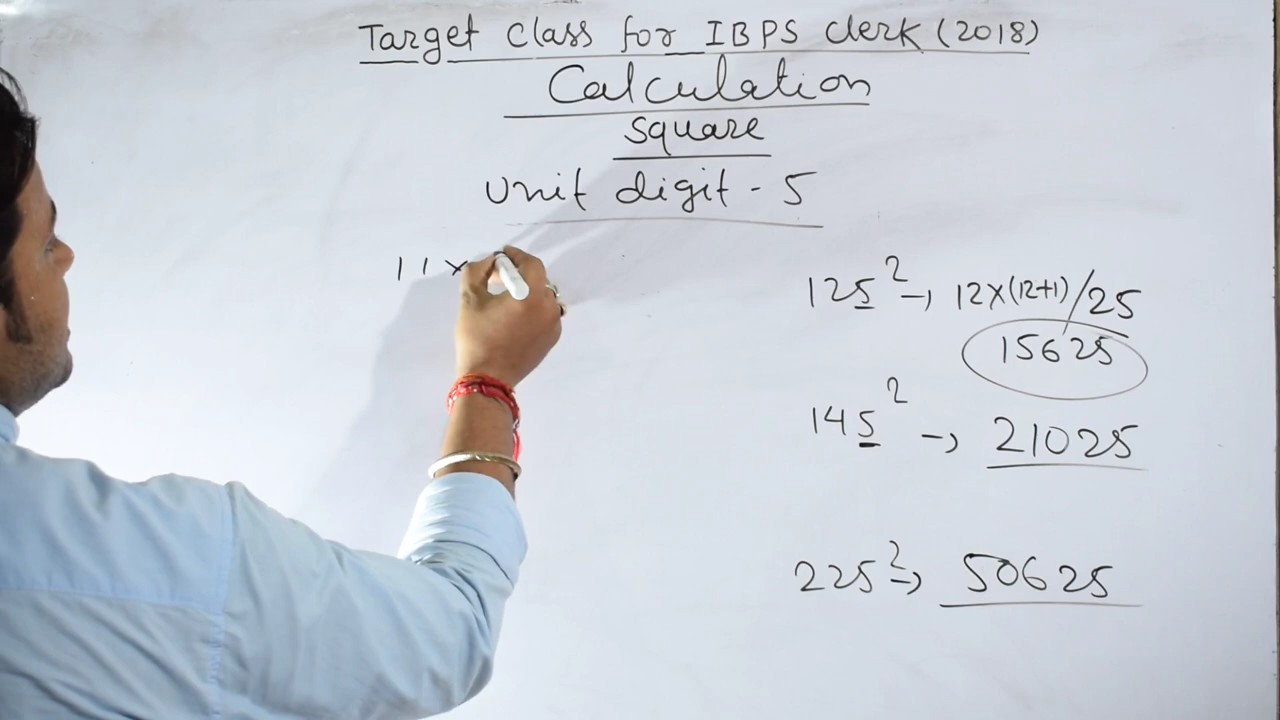 Target Class for IBPS Clerk (2018)
Calculation
Square
Unit digit - 5
11 ×
125² → 12×(12+1)/25
15625
145² → 21025
225² → 50625